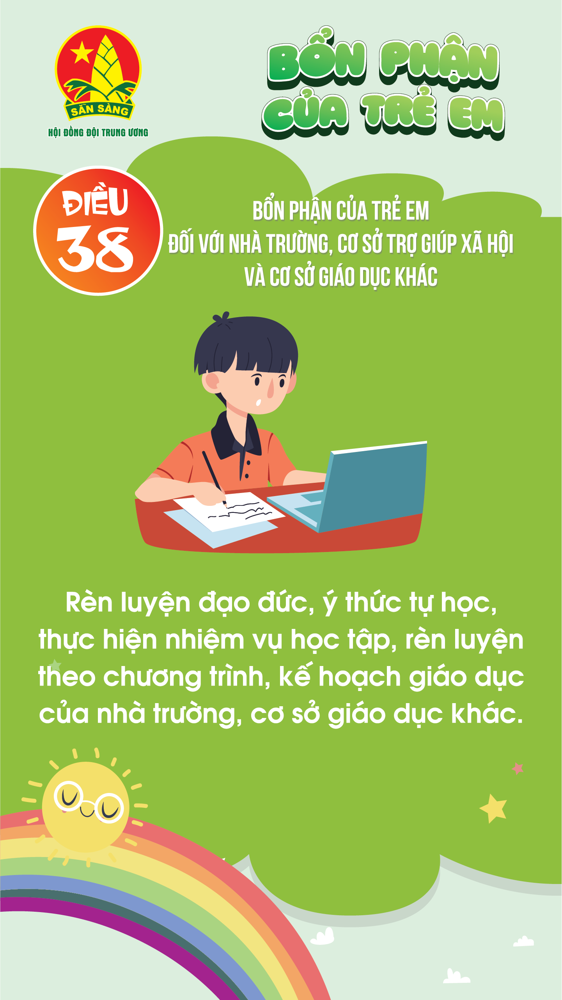 SẴN SÀNG
HỘI ĐỒNG ĐỘI TRUNG ƯƠNG
BỔN PHẬN
CỦA TRẺ EM
ĐIỀU
38
BỔN PHẬN CỦA TRẺ EM
ĐỐI VỚI NHÀ TRƯỜNG, CƠ SỞ TRỢ GIÚP XÃ HỘI
VÀ CƠ SỞ GIÁO DỤC KHÁC
Rèn luyện đạo đức, ý thức tự học,
thực hiện nhiệm vụ học tập, rèn luyện
theo chương trình, kế hoạch giáo dục
của nhà trường, cơ sở giáo dục khác.